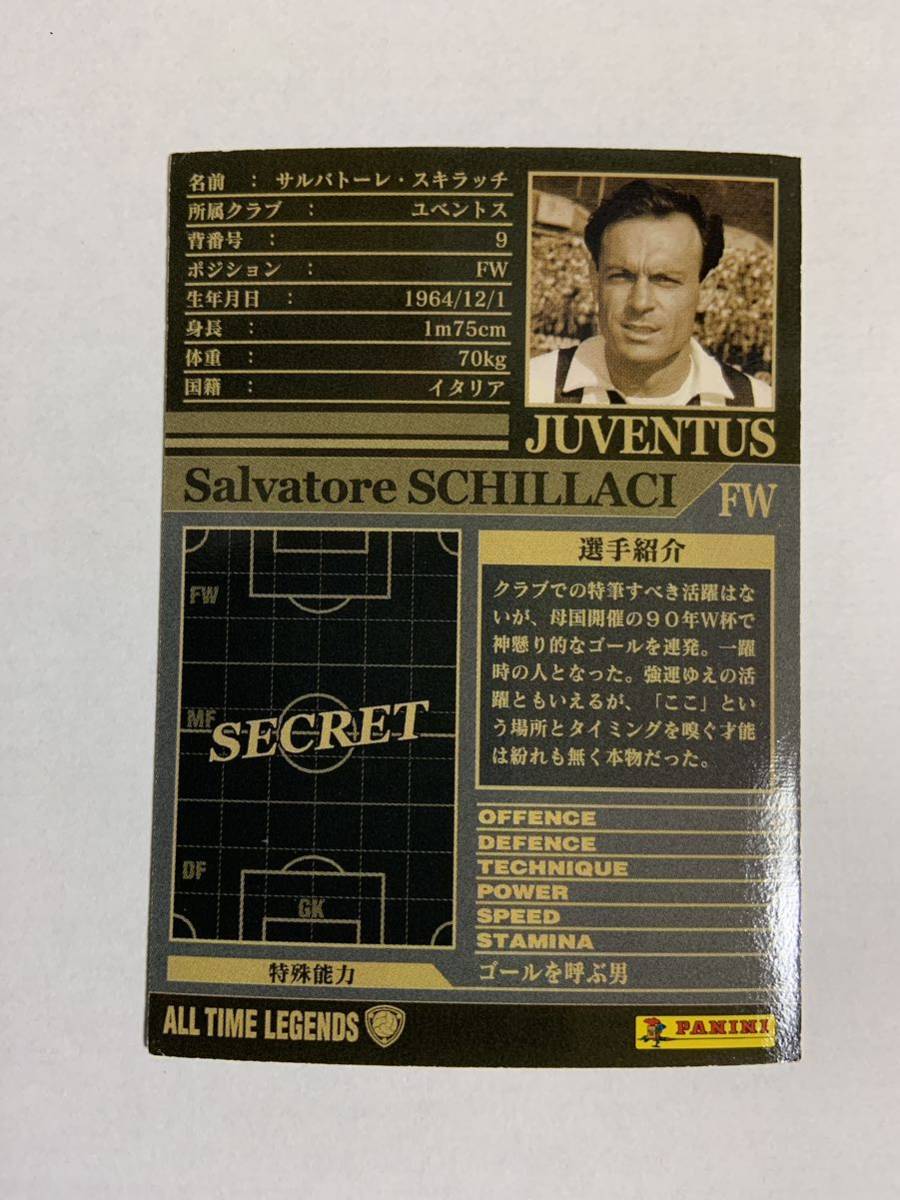 名前 : サルバトーレ・スキラッチ
所属クラブ : ユベントス
背番号 : 9
ポジション : FW
生年月日 : 1964/12/1
身長 : 1m75cm
体重 : 70kg
国籍 : イタリア
JUVENTUS
Salvatore SCHILLACI
FW
FW
MF
SECRET
DF
GK
選手紹介
クラブでの特筆すべき活躍はな
いが、母国開催の90年W杯で
神懸り的なゴールを連発。一躍
時の人となった。強運ゆえの活
躍ともいえるが、「ここ」とい
う場所とタイミングを嗅ぐ才能
は紛れも無く本物だった。
OFFENCE
DEFENCE
TECHNIQUE
POWER
SPEED
STAMINA
特殊能力
ゴールを呼ぶ男
ALL TIME LEGENDS
PANINI